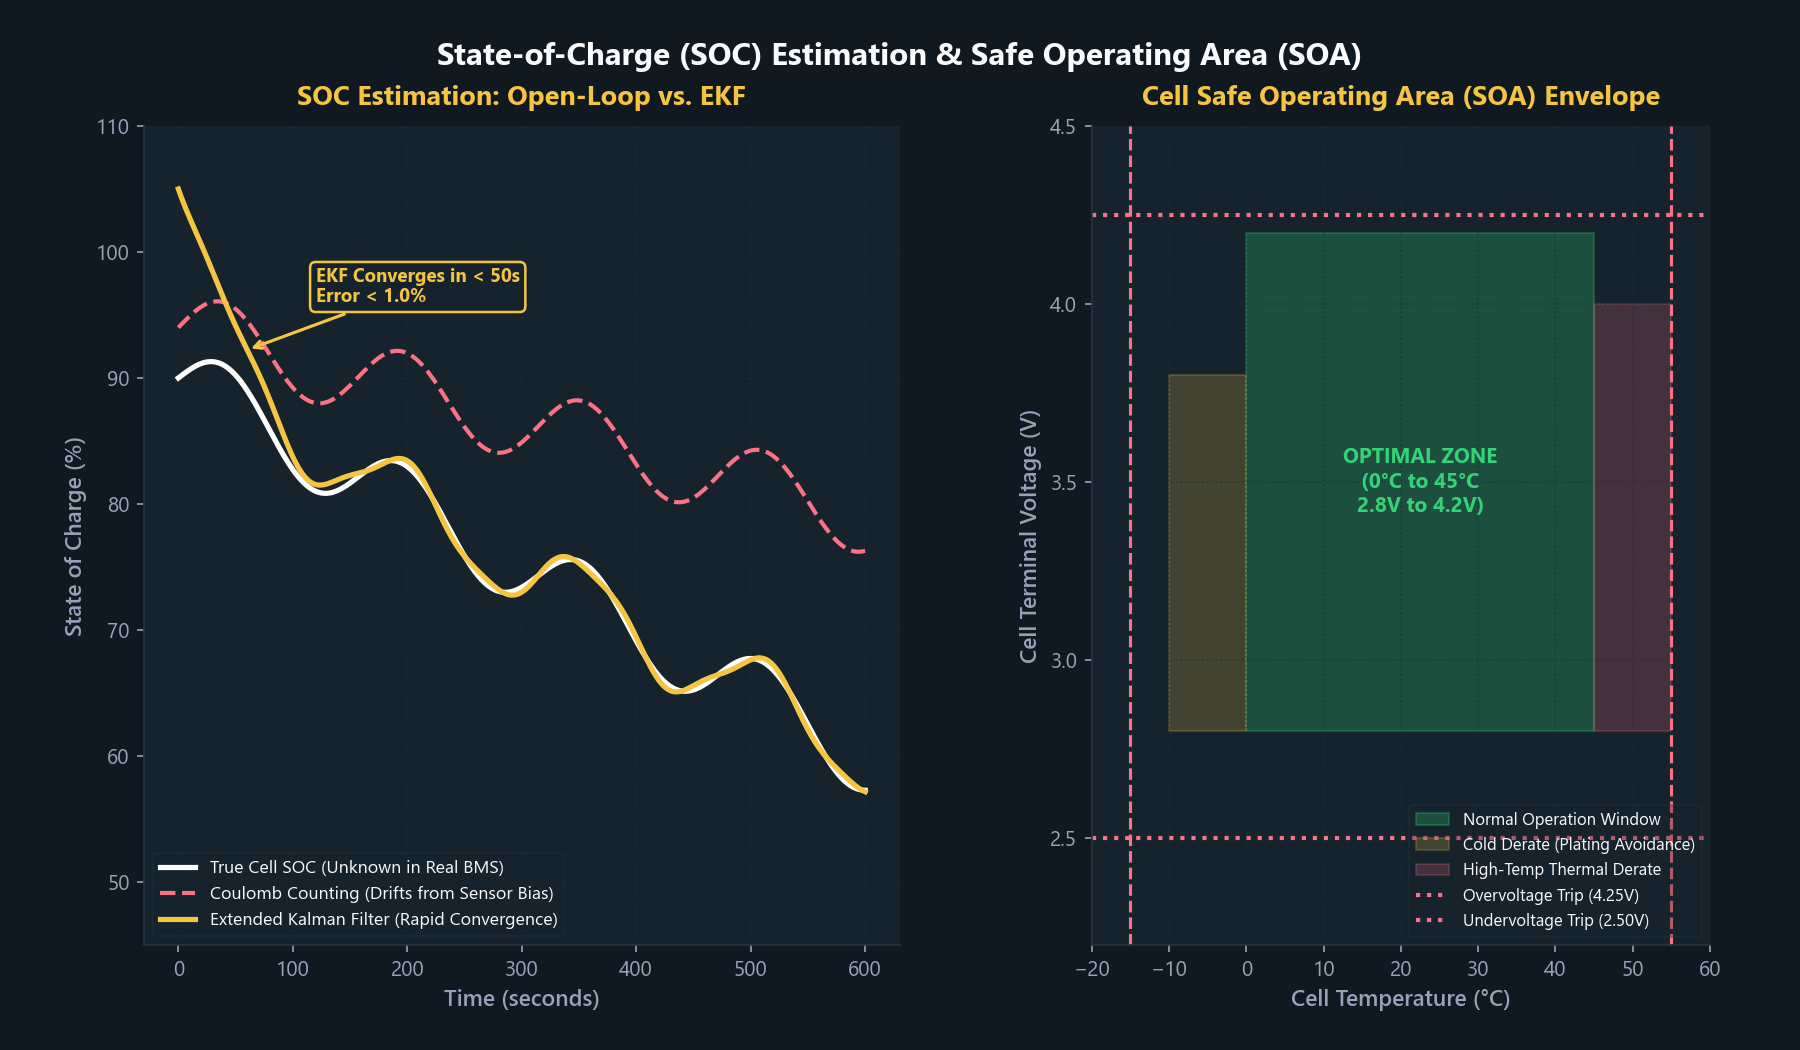 State-of-Charge (SOC) Estimation & Safe Operating Area (SOA)
SOC Estimation: Open-Loop vs. EKF
110
100
90
80
70
60
50
State of Charge (%)
EKF Converges in < 50s
Error < 1.0%
True Cell SOC (Unknown in Real BMS)
Coulomb Counting (Drifts from Sensor Bias)
Extended Kalman Filter (Rapid Convergence)
0 100 200 300 400 500 600
Time (seconds)
Cell Safe Operating Area (SOA) Envelope
4.5
4.0
3.5
3.0
2.5
Cell Terminal Voltage (V)
OPTIMAL ZONE
(0°C to 45°C
2.8V to 4.2V)
Normal Operation Window
Cold Derate (Plating Avoidance)
High-Temp Thermal Derate
Overvoltage Trip (4.25V)
Undervoltage Trip (2.50V)
−20 −10 0 10 20 30 40 50 60
Cell Temperature (°C)